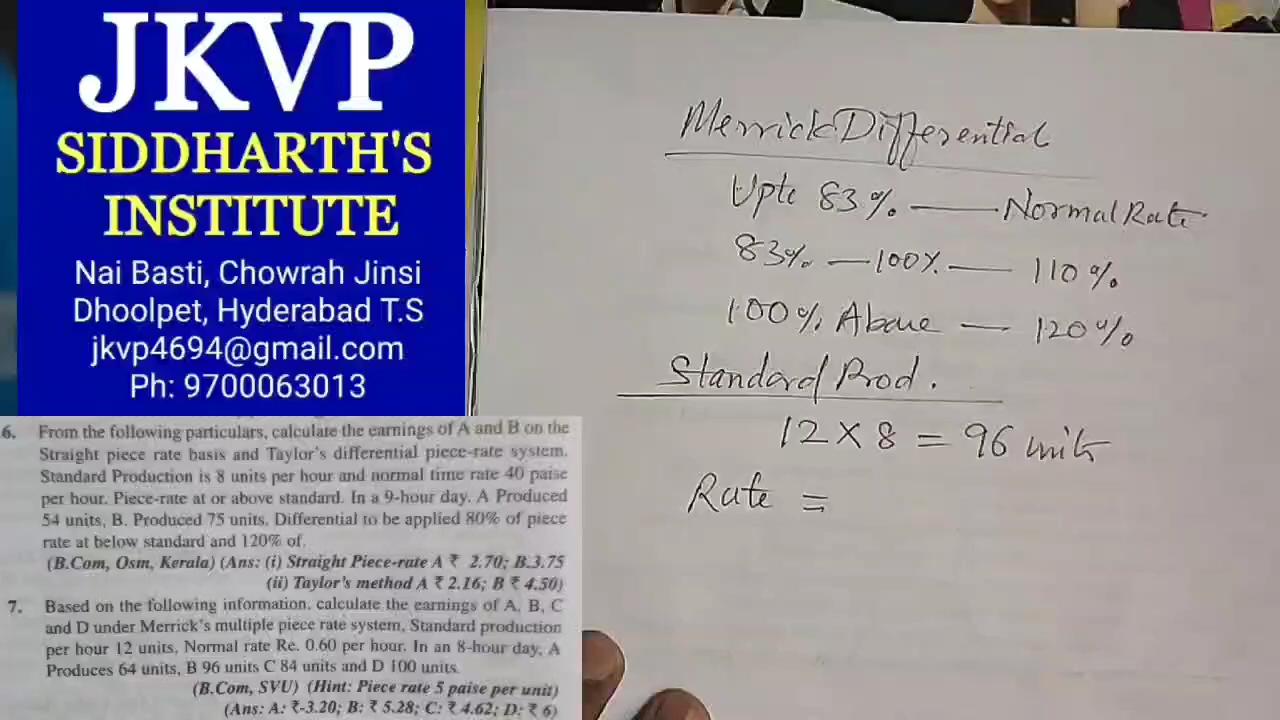 JKVP
SIDDHARTH'S
INSTITUTE
Nai Basti, Chowrah Jinsi
Dhoolpet, Hyderabad T.S
jkvp4694@gmail.com
Ph: 9700063013
6. From the following particulars, calculate the earnings of A and B on the
Straight piece rate basis and Taylor's differential piece-rate system.
Standard Production is 8 units per hour and normal time rate 40 paise
per hour. Piece-rate at or above standard. In a 9-hour day. A Produced
54 units, B. Produced 75 units. Differential to be applied 80% of piece
rate at below standard and 120% of.
(B.Com, Osm, Kerala) (Ans: (i) Straight Piece-rate A ₹ 2.70; B.3.75
(ii) Taylor's method A ₹ 2.16; B ₹ 4.50)
7. Based on the following information, calculate the earnings of A, B, C
and D under Merrick's multiple piece rate system, Standard production
per hour 12 units, Normal rate Re. 0.60 per hour. In an 8-hour day, A
Produces 64 units, B 96 units C 84 units and D 100 units.
(B.Com, SVU) (Hint: Piece rate 5 paise per unit)
(Ans: A: ₹-3.20; B: ₹ 5.28; C: ₹ 4.62; D: ₹ 6)
Merrick Differential
Upto 83% — Normal Rate
83% — 100% — 110%
100% Above — 120%
Standard Prod.
12 × 8 = 96 units
Rate =